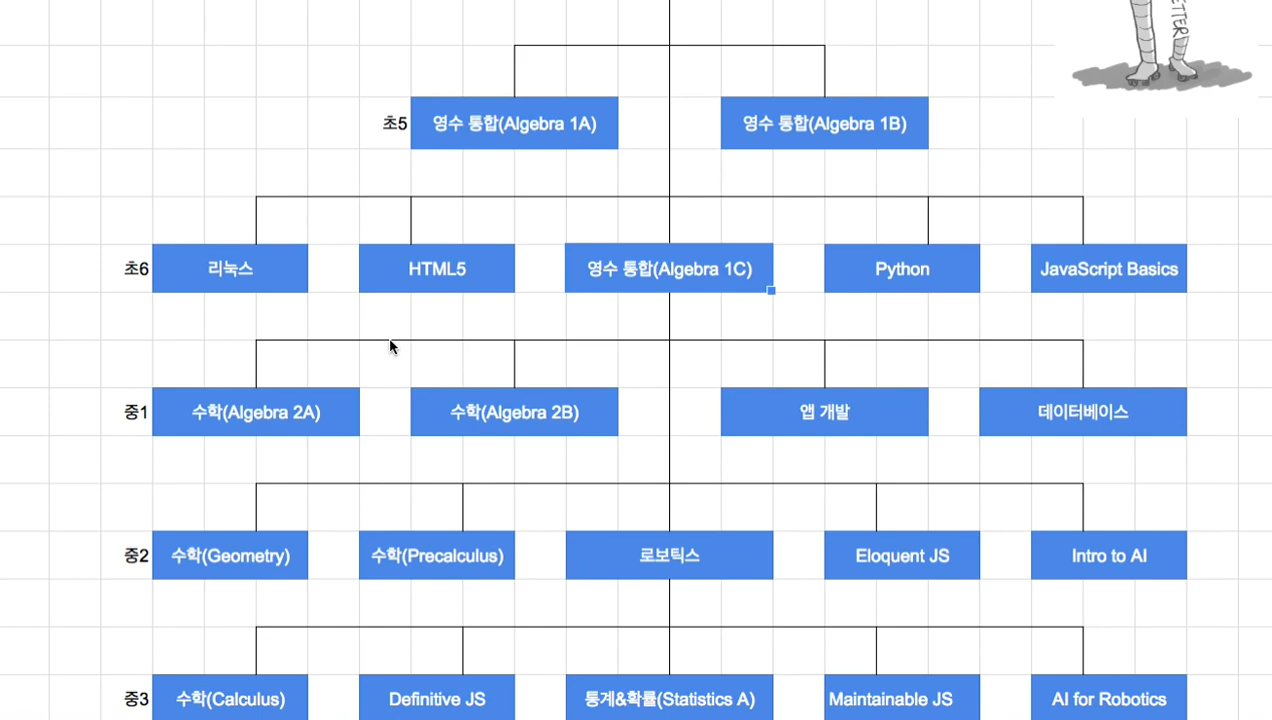 ETTER
초5 영수 통합(Algebra 1A) 영수 통합(Algebra 1B)
초6 리눅스 HTML5 영수 통합(Algebra 1C) Python JavaScript Basics
중1 수학(Algebra 2A) 수학(Algebra 2B) 앱 개발 데이터베이스
중2 수학(Geometry) 수학(Precalculus) 로보틱스 Eloquent JS Intro to AI
중3 수학(Calculus) Definitive JS 통계&확률(Statistics A) Maintainable JS AI for Robotics